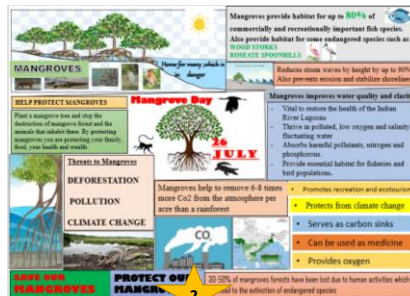 Mangroves provide habitat for up to 80% of
commercially and recreationally important fish species.
Also provide habitat for some endangered species such as
WOOD STORKS
ROSEATE SPOONBILLS
Home for many ,which is
in danger
MANGROVES
Reduces storm waves by height by up to 90%
Also prevents erosion and stabilize shoreline
HELP PROTECT MANGROVES
Plant a mangrove tree and stop the
destruction of mangrove forest and the
animals that inhabit there. By protecting
mangroves you are protecting your family,
food, your health and wealth.
Mangrove Day
26
JULY
Mangroves improves water quality and clarit
- Vital to restore the health of the Indian
River Lagoons
- Thrive in polluted, low oxygen and salinity
fluctuating water
- Absorbs harmful pollutants, nitrogen and
phosphorous
- Provide essential habitat for fisheries and
bird populations.
Threats to Mangroves
DEFORESTATION
POLLUTION
CLIMATE CHANGE
Mangroves help to remove 6-8 times
more Co2 from the atmosphere per
acre than a rainforest
CO
Promotes recreation and ecotourism
Protects from climate change
Serves as carbon sinks
Can be used as medicine
Provides oxygen
SAVE OUR
MANGROVES
PROTECT OUR
20-50% of mangroves forests have been lost due to human activities which
to the extinction of endangered species